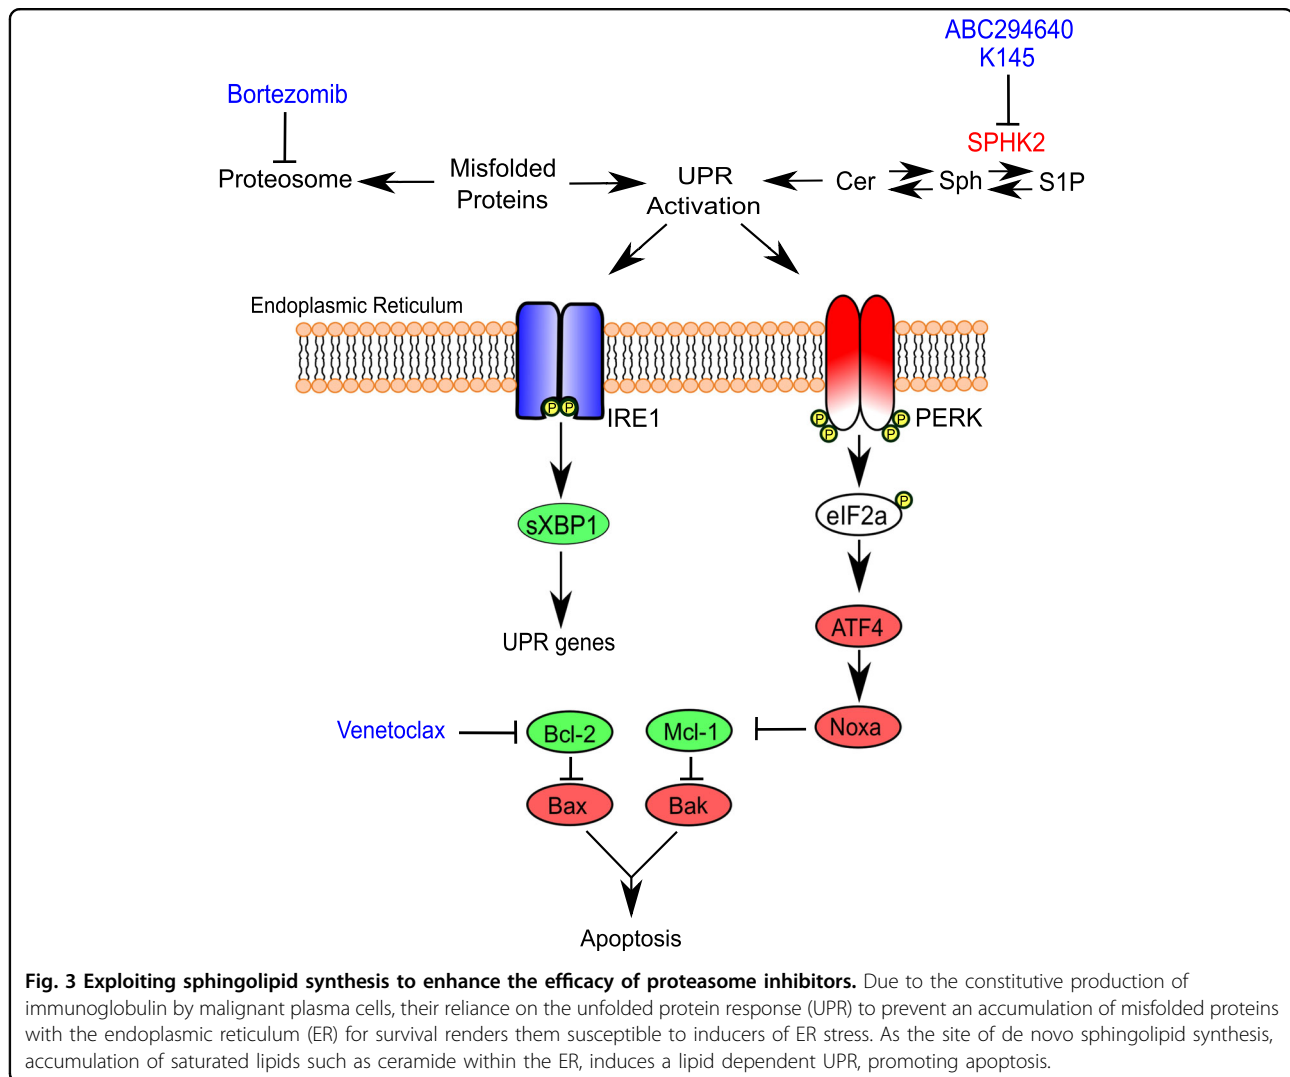 ABC294640
K145
Bortezomib
SPHK2
Proteosome
Misfolded
Proteins
UPR
Activation
Cer
Sph
S1P
Endoplasmic Reticulum
P P
IRE1
P
P
P
P
PERK
sXBP1
eIF2a
P
UPR genes
ATF4
Venetoclax
Bcl-2
Mcl-1
Noxa
Bax
Bak
Apoptosis
Fig. 3 Exploiting sphingolipid synthesis to enhance the efficacy of proteasome inhibitors. Due to the constitutive production of
immunoglobulin by malignant plasma cells, their reliance on the unfolded protein response (UPR) to prevent an accumulation of misfolded proteins
with the endoplasmic reticulum (ER) for survival renders them susceptible to inducers of ER stress. As the site of de novo sphingolipid synthesis,
accumulation of saturated lipids such as ceramide within the ER, induces a lipid dependent UPR, promoting apoptosis.